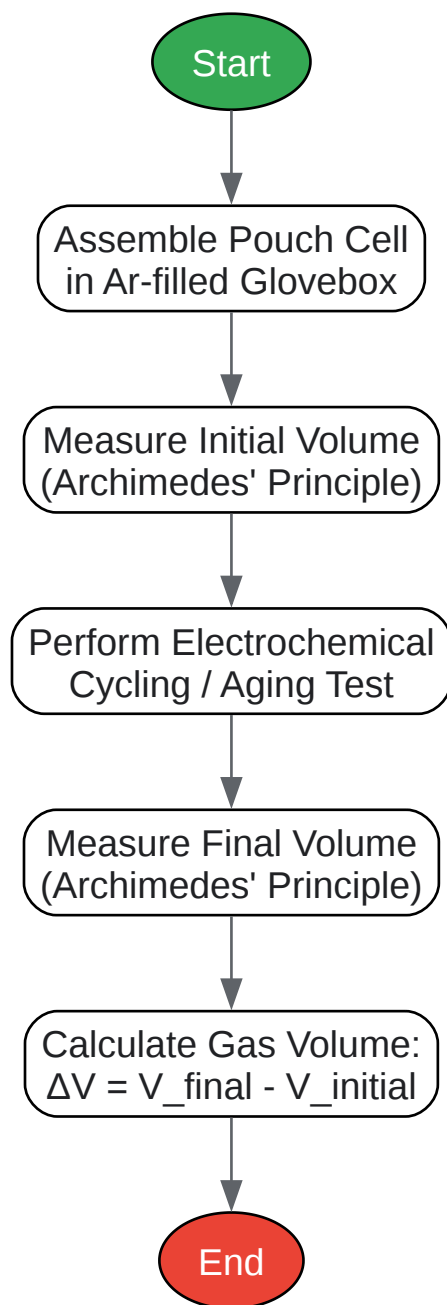 Start
Assemble Pouch Cell
in Ar-filled Glovebox
Measure Initial Volume
(Archimedes' Principle)
Perform Electrochemical
Cycling / Aging Test
Measure Final Volume
(Archimedes' Principle)
Calculate Gas Volume:
ΔV = V_final - V_initial
End